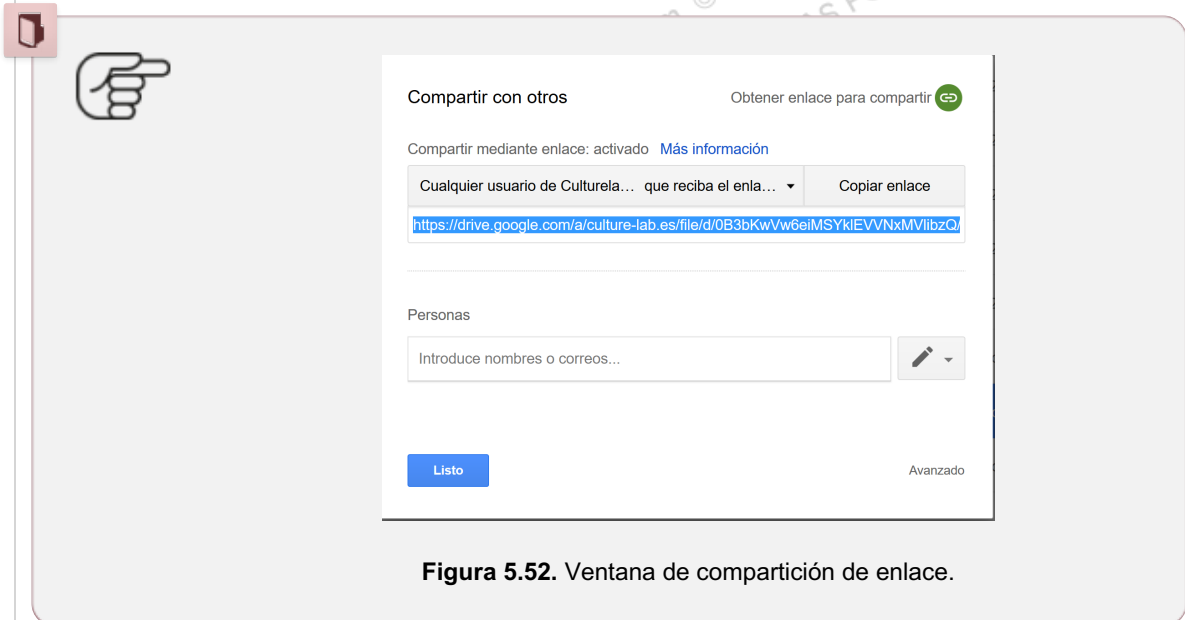 Compartir con otros
Obtener enlace para compartir
Compartir mediante enlace: activado Más información
Cualquier usuario de Culturela… que reciba el enla…
Copiar enlace
https://drive.google.com/a/culture-lab.es/file/d/0B3bKwVw6eiMSYklEVVNxMVlibzQ/
Personas
Introduce nombres o correos...
Listo
Avanzado
Figura 5.52. Ventana de compartición de enlace.